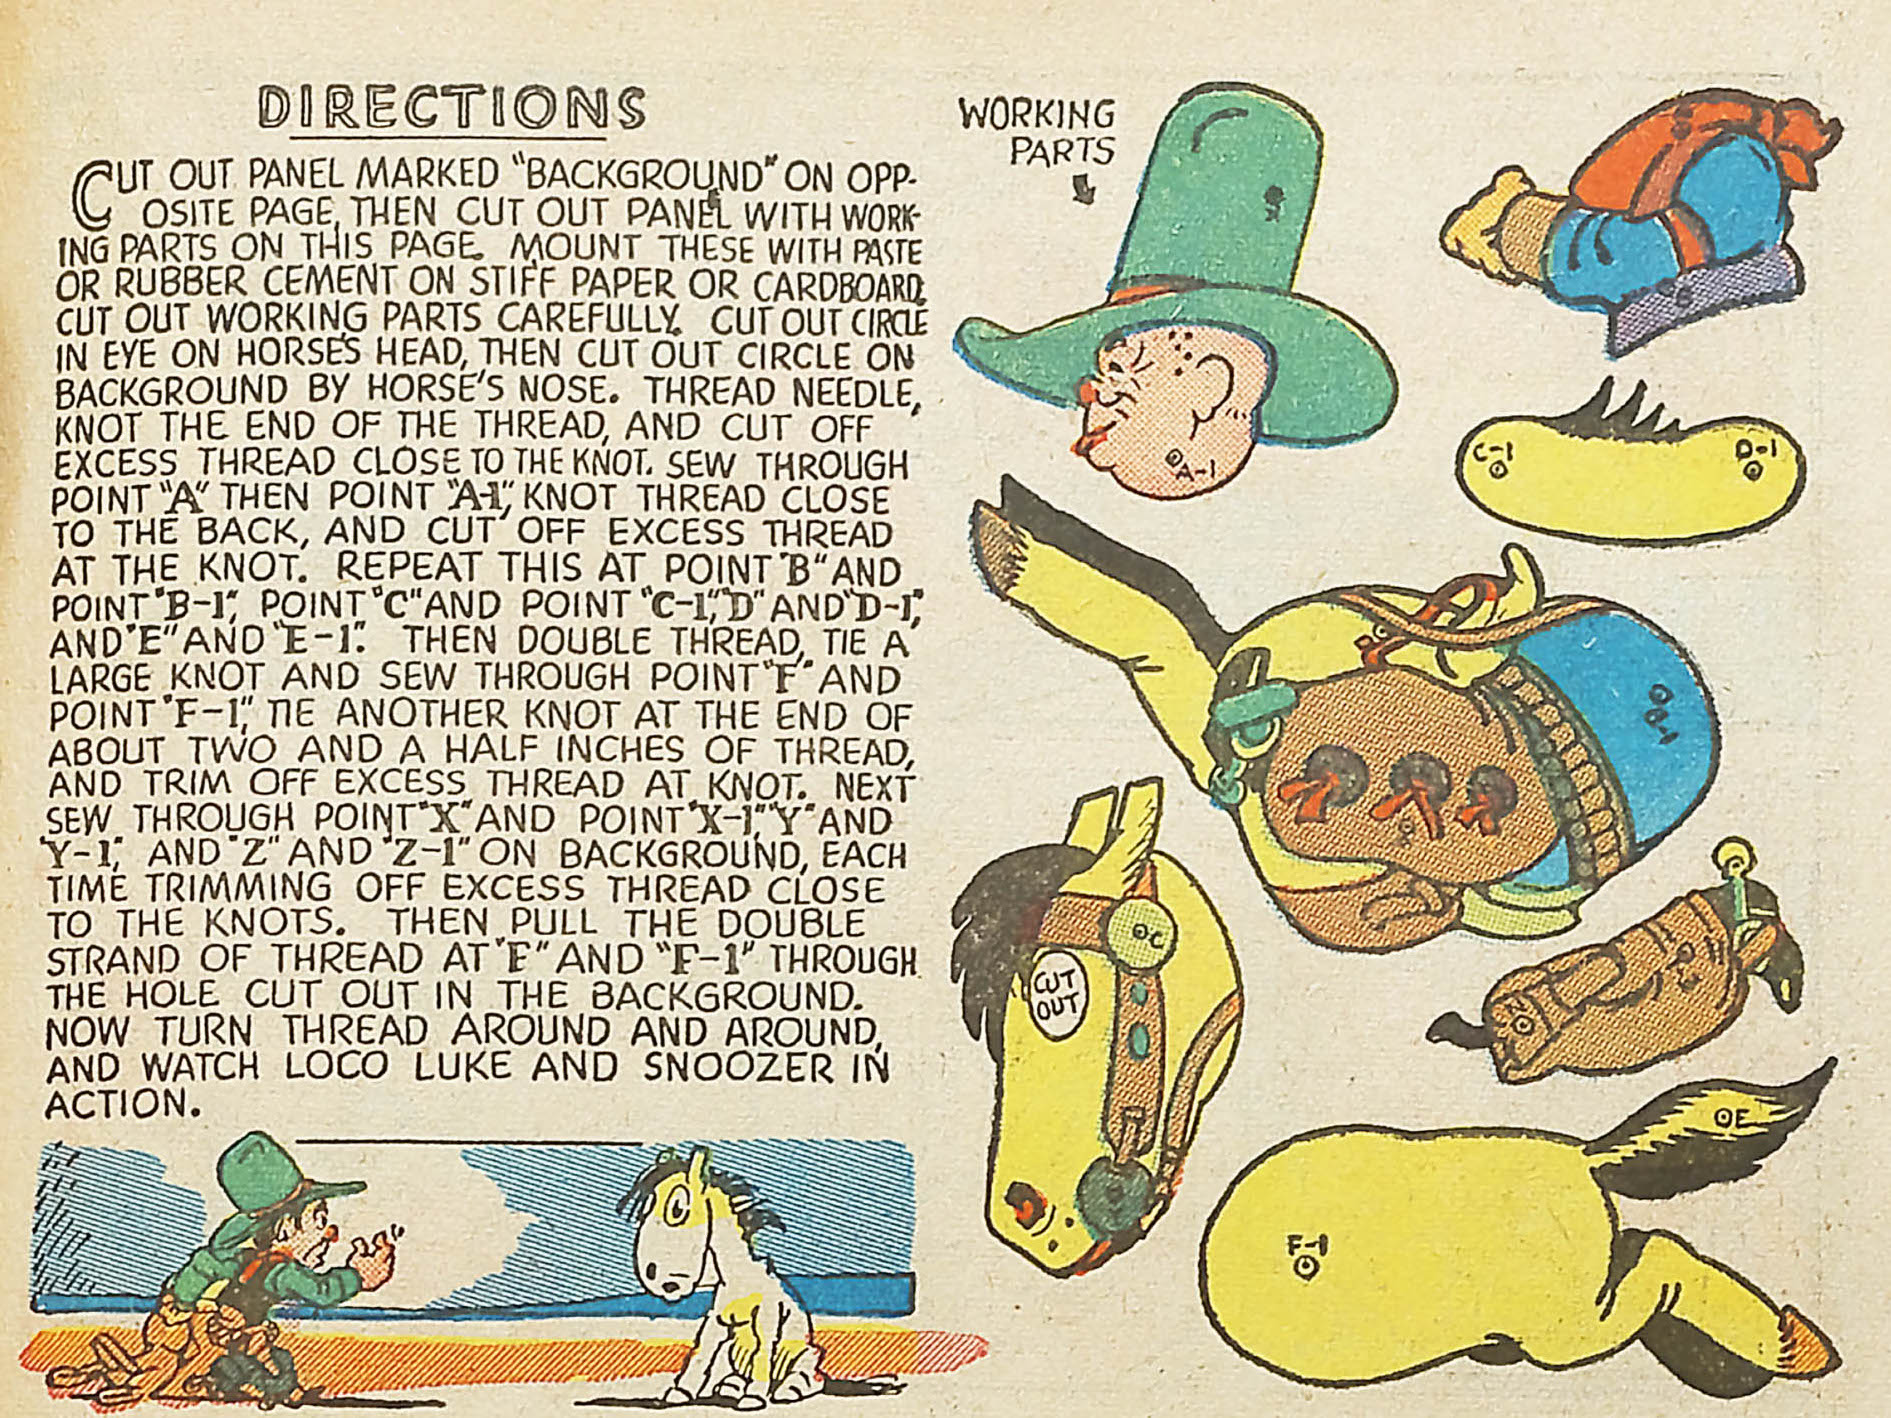 DIRECTIONS
CUT OUT PANEL MARKED "BACKGROUND" ON OPP-
OSITE PAGE, THEN CUT OUT PANEL WITH WORK-
ING PARTS ON THIS PAGE. MOUNT THESE WITH PASTE
OR RUBBER CEMENT ON STIFF PAPER OR CARDBOARD.
CUT OUT WORKING PARTS CAREFULLY. CUT OUT CIRCLE
IN EYE ON HORSE'S HEAD, THEN CUT OUT CIRCLE ON
BACKGROUND BY HORSE'S NOSE. THREAD NEEDLE,
KNOT THE END OF THE THREAD, AND CUT OFF
EXCESS THREAD CLOSE TO THE KNOT. SEW THROUGH
POINT "A" THEN POINT "A-1", KNOT THREAD CLOSE
TO THE BACK, AND CUT OFF EXCESS THREAD
AT THE KNOT. REPEAT THIS AT POINT "B" AND
POINT "B-1", POINT "C" AND POINT "C-1", "D" AND "D-1",
AND "E" AND "E-1". THEN DOUBLE THREAD, TIE A
LARGE KNOT AND SEW THROUGH POINT "F" AND
POINT "F-1", TIE ANOTHER KNOT AT THE END OF
ABOUT TWO AND A HALF INCHES OF THREAD,
AND TRIM OFF EXCESS THREAD AT KNOT. NEXT
SEW THROUGH POINT "X" AND POINT "X-1", "Y" AND
"Y-1", AND "Z" AND "Z-1" ON BACKGROUND, EACH
TIME TRIMMING OFF EXCESS THREAD CLOSE
TO THE KNOTS. THEN PULL THE DOUBLE
STRAND OF THREAD AT "F" AND "F-1" THROUGH
THE HOLE CUT OUT IN THE BACKGROUND.
NOW TURN THREAD AROUND AND AROUND,
AND WATCH LOCO LUKE AND SNOOZER IN
ACTION.
WORKING
PARTS
A-1
C-1
D-1
B-1
C
CUT
OUT
E
F-1